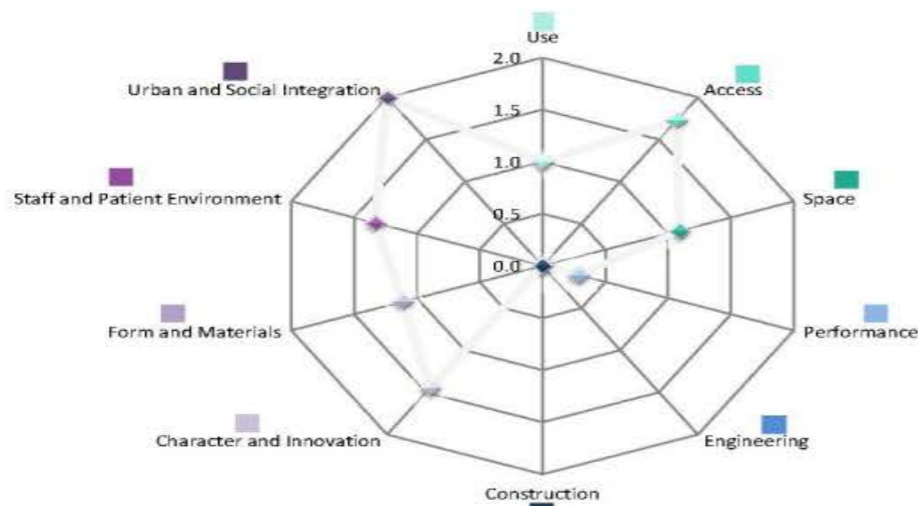 Use
2.0
Urban and Social Integration
Access
1.5
1.0
Staff and Patient Environment
Space
0.5
0.0
Form and Materials
Performance
Character and Innovation
Engineering
Construction